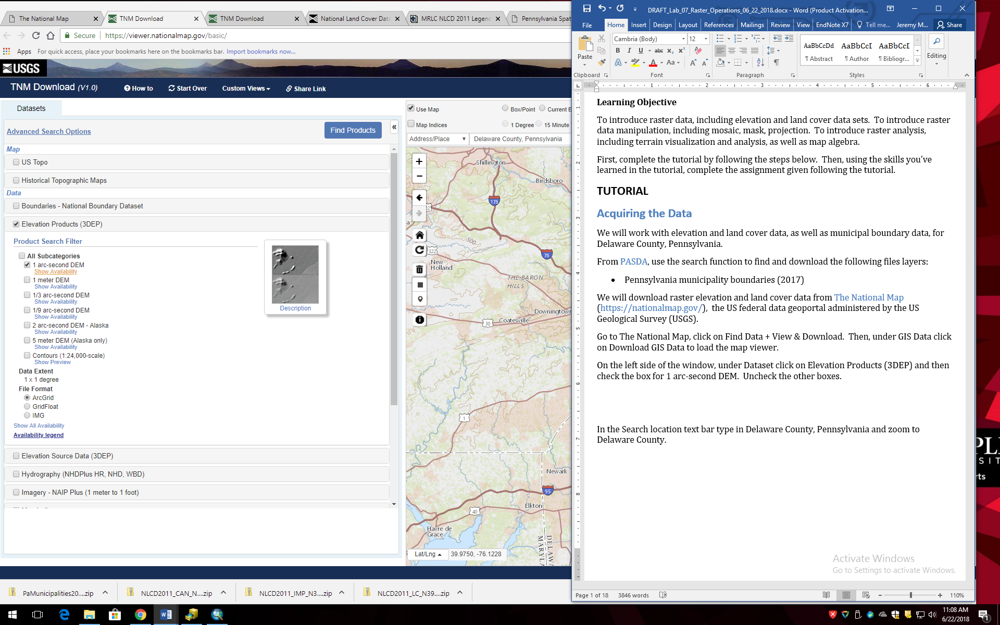 The National Map
TNM Download
TNM Download
National Land Cover Dat
MRLC NLCD 2011 Legen
Pennsylvania Spat
Secure
https://viewer.nationalmap.gov/basic/
Apps
For quick access, place your bookmarks here on the bookmarks bar. Import bookmarks now...
USGS
TNM Download (V1.0)
How to
Start Over
Custom Views
Share Link
Datasets
Advanced Search Options
Find Products
«
Map
US Topo
Historical Topographic Maps
Data
Boundaries - National Boundary Dataset
Elevation Products (3DEP)
Product Search Filter
All Subcategories
1 arc-second DEM
Show Availability
1 meter DEM
Show Availability
1/3 arc-second DEM
Show Availability
1/9 arc-second DEM
Show Availability
2 arc-second DEM - Alaska
Show Availability
5 meter DEM (Alaska only)
Show Availability
Contours (1:24,000-scale)
Show Preview
Data Extent
1 x 1 degree
File Format
ArcGrid
GridFloat
IMG
Show All Availability
Availability legend
Description
Elevation Source Data (3DEP)
Hydrography (NHDPlus HR, NHD, WBD)
Imagery - NAIP Plus (1 meter to 1 foot)
Use Map
Box/Point
Current E
Map Indices
1 Degree
15 Minute
Address/Place
Delaware County, Pennsylvania
Shillington
Birdsboro
176
22
500
76
322
New
Holland
THE BARON
HILLS
Downingtown
30
Coatesville
1
Newark
95
Elkton
40
Havre de
Grace
MARYLA
DELAWA
Lat/Lng
39.9750, -76.1228
DRAFT_Lab_07_Raster_Operations_06_22_2018.docx - Word (Product Activation...
File
Home
Insert
Design
Layout
References
Mailings
Review
View
EndNote X7
Tell me...
Jeremy M...
Share
Paste
Cambria (Body)
12
B I U abc x₂ x²
Aa
AaBbCcDd
AaBbCcI
AaBbCcI
¶ Abstract
¶ Author
¶ Bibliogr...
Editing
Clipboard
Font
Paragraph
Styles
1 2 3 4 5 6
Learning Objective
To introduce raster data, including elevation and land cover data sets. To introduce raster
data manipulation, including mosaic, mask, projection. To introduce raster analysis,
including terrain visualization and analysis, as well as map algebra.
First, complete the tutorial by following the steps below. Then, using the skills you’ve
learned in the tutorial, complete the assignment given following the tutorial.
TUTORIAL
Acquiring the Data
We will work with elevation and land cover data, as well as municipal boundary data, for
Delaware County, Pennsylvania.
From PASDA, use the search function to find and download the following files layers:
• Pennsylvania municipality boundaries (2017)
We will download raster elevation and land cover data from The National Map
(https://nationalmap.gov/), the US federal data geoportal administered by the US
Geological Survey (USGS).
Go to The National Map, click on Find Data + View & Download. Then, under GIS Data click
on Download GIS Data to load the map viewer.
On the left side of the window, under Dataset click on Elevation Products (3DEP) and then
check the box for 1 arc-second DEM. Uncheck the other boxes.
In the Search location text bar type in Delaware County, Pennsylvania and zoom to
Delaware County.
Activate Windows
Go to Settings to activate Windows.
Page 1 of 18
3846 words
110%
PL
SIT
rts
PaMunicipalities20....zip
NLCD2011_CAN_N....zip
NLCD2011_IMP_N3....zip
NLCD2011_LC_N39....zip
11:08 AM
6/22/2018
1